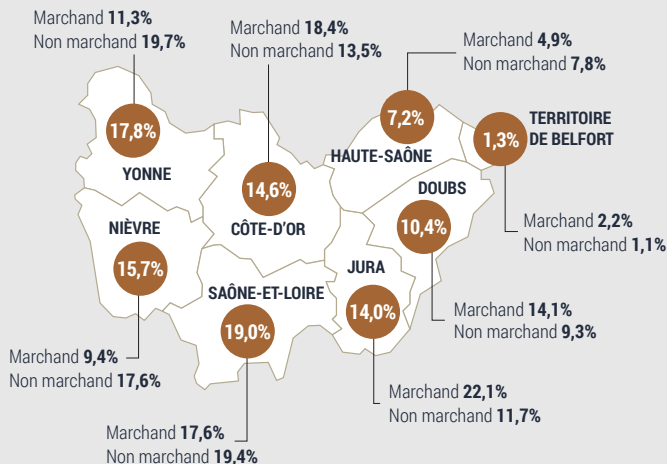 Marchand 11,3%
Non marchand 19,7%
Marchand 18,4%
Non marchand 13,5%
Marchand 4,9%
Non marchand 7,8%
17,8%
YONNE
14,6%
CÔTE-D'OR
7,2%
HAUTE-SAÔNE
1,3%
TERRITOIRE
DE BELFORT
Marchand 2,2%
Non marchand 1,1%
DOUBS
10,4%
Marchand 14,1%
Non marchand 9,3%
NIÈVRE
15,7%
Marchand 9,4%
Non marchand 17,6%
SAÔNE-ET-LOIRE
19,0%
Marchand 17,6%
Non marchand 19,4%
JURA
14,0%
Marchand 22,1%
Non marchand 11,7%